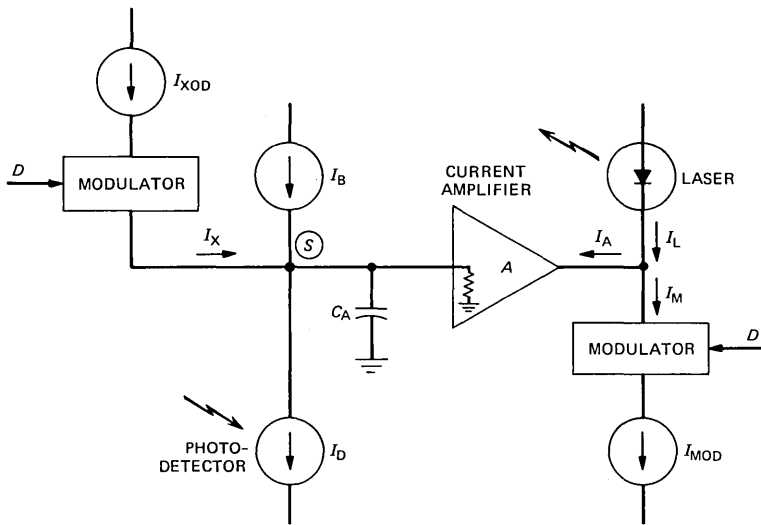 I_XOD
D
MODULATOR
I_B
CURRENT
AMPLIFIER
LASER
I_X
S
A
I_A
I_L
C_A
I_M
MODULATOR
D
PHOTO-
DETECTOR
I_D
I_MOD